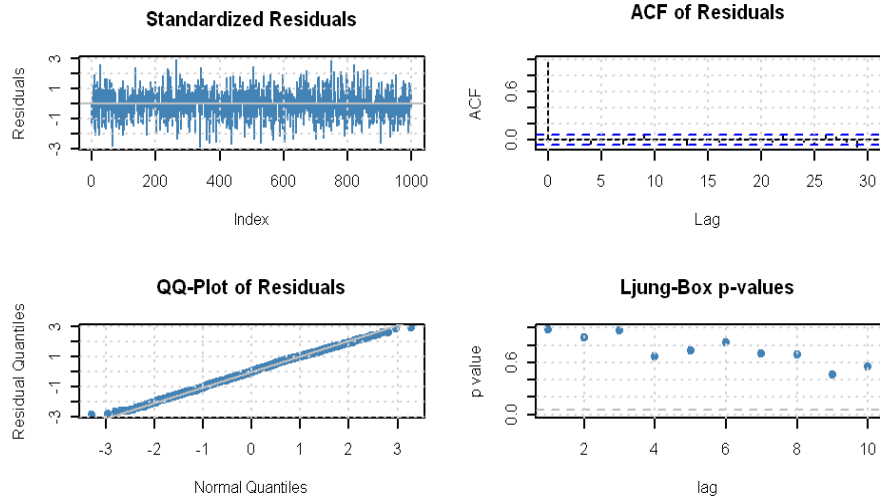 Standardized Residuals
Residuals
3
1
-1
-3
0 200 400 600 800 1000
Index
ACF of Residuals
ACF
0.6
0.0
0 5 10 15 20 25 30
Lag
QQ-Plot of Residuals
Residual Quantiles
3
1
-1
-3
-3 -2 -1 0 1 2 3
Normal Quantiles
Ljung-Box p-values
p value
0.6
0.0
2 4 6 8 10
lag